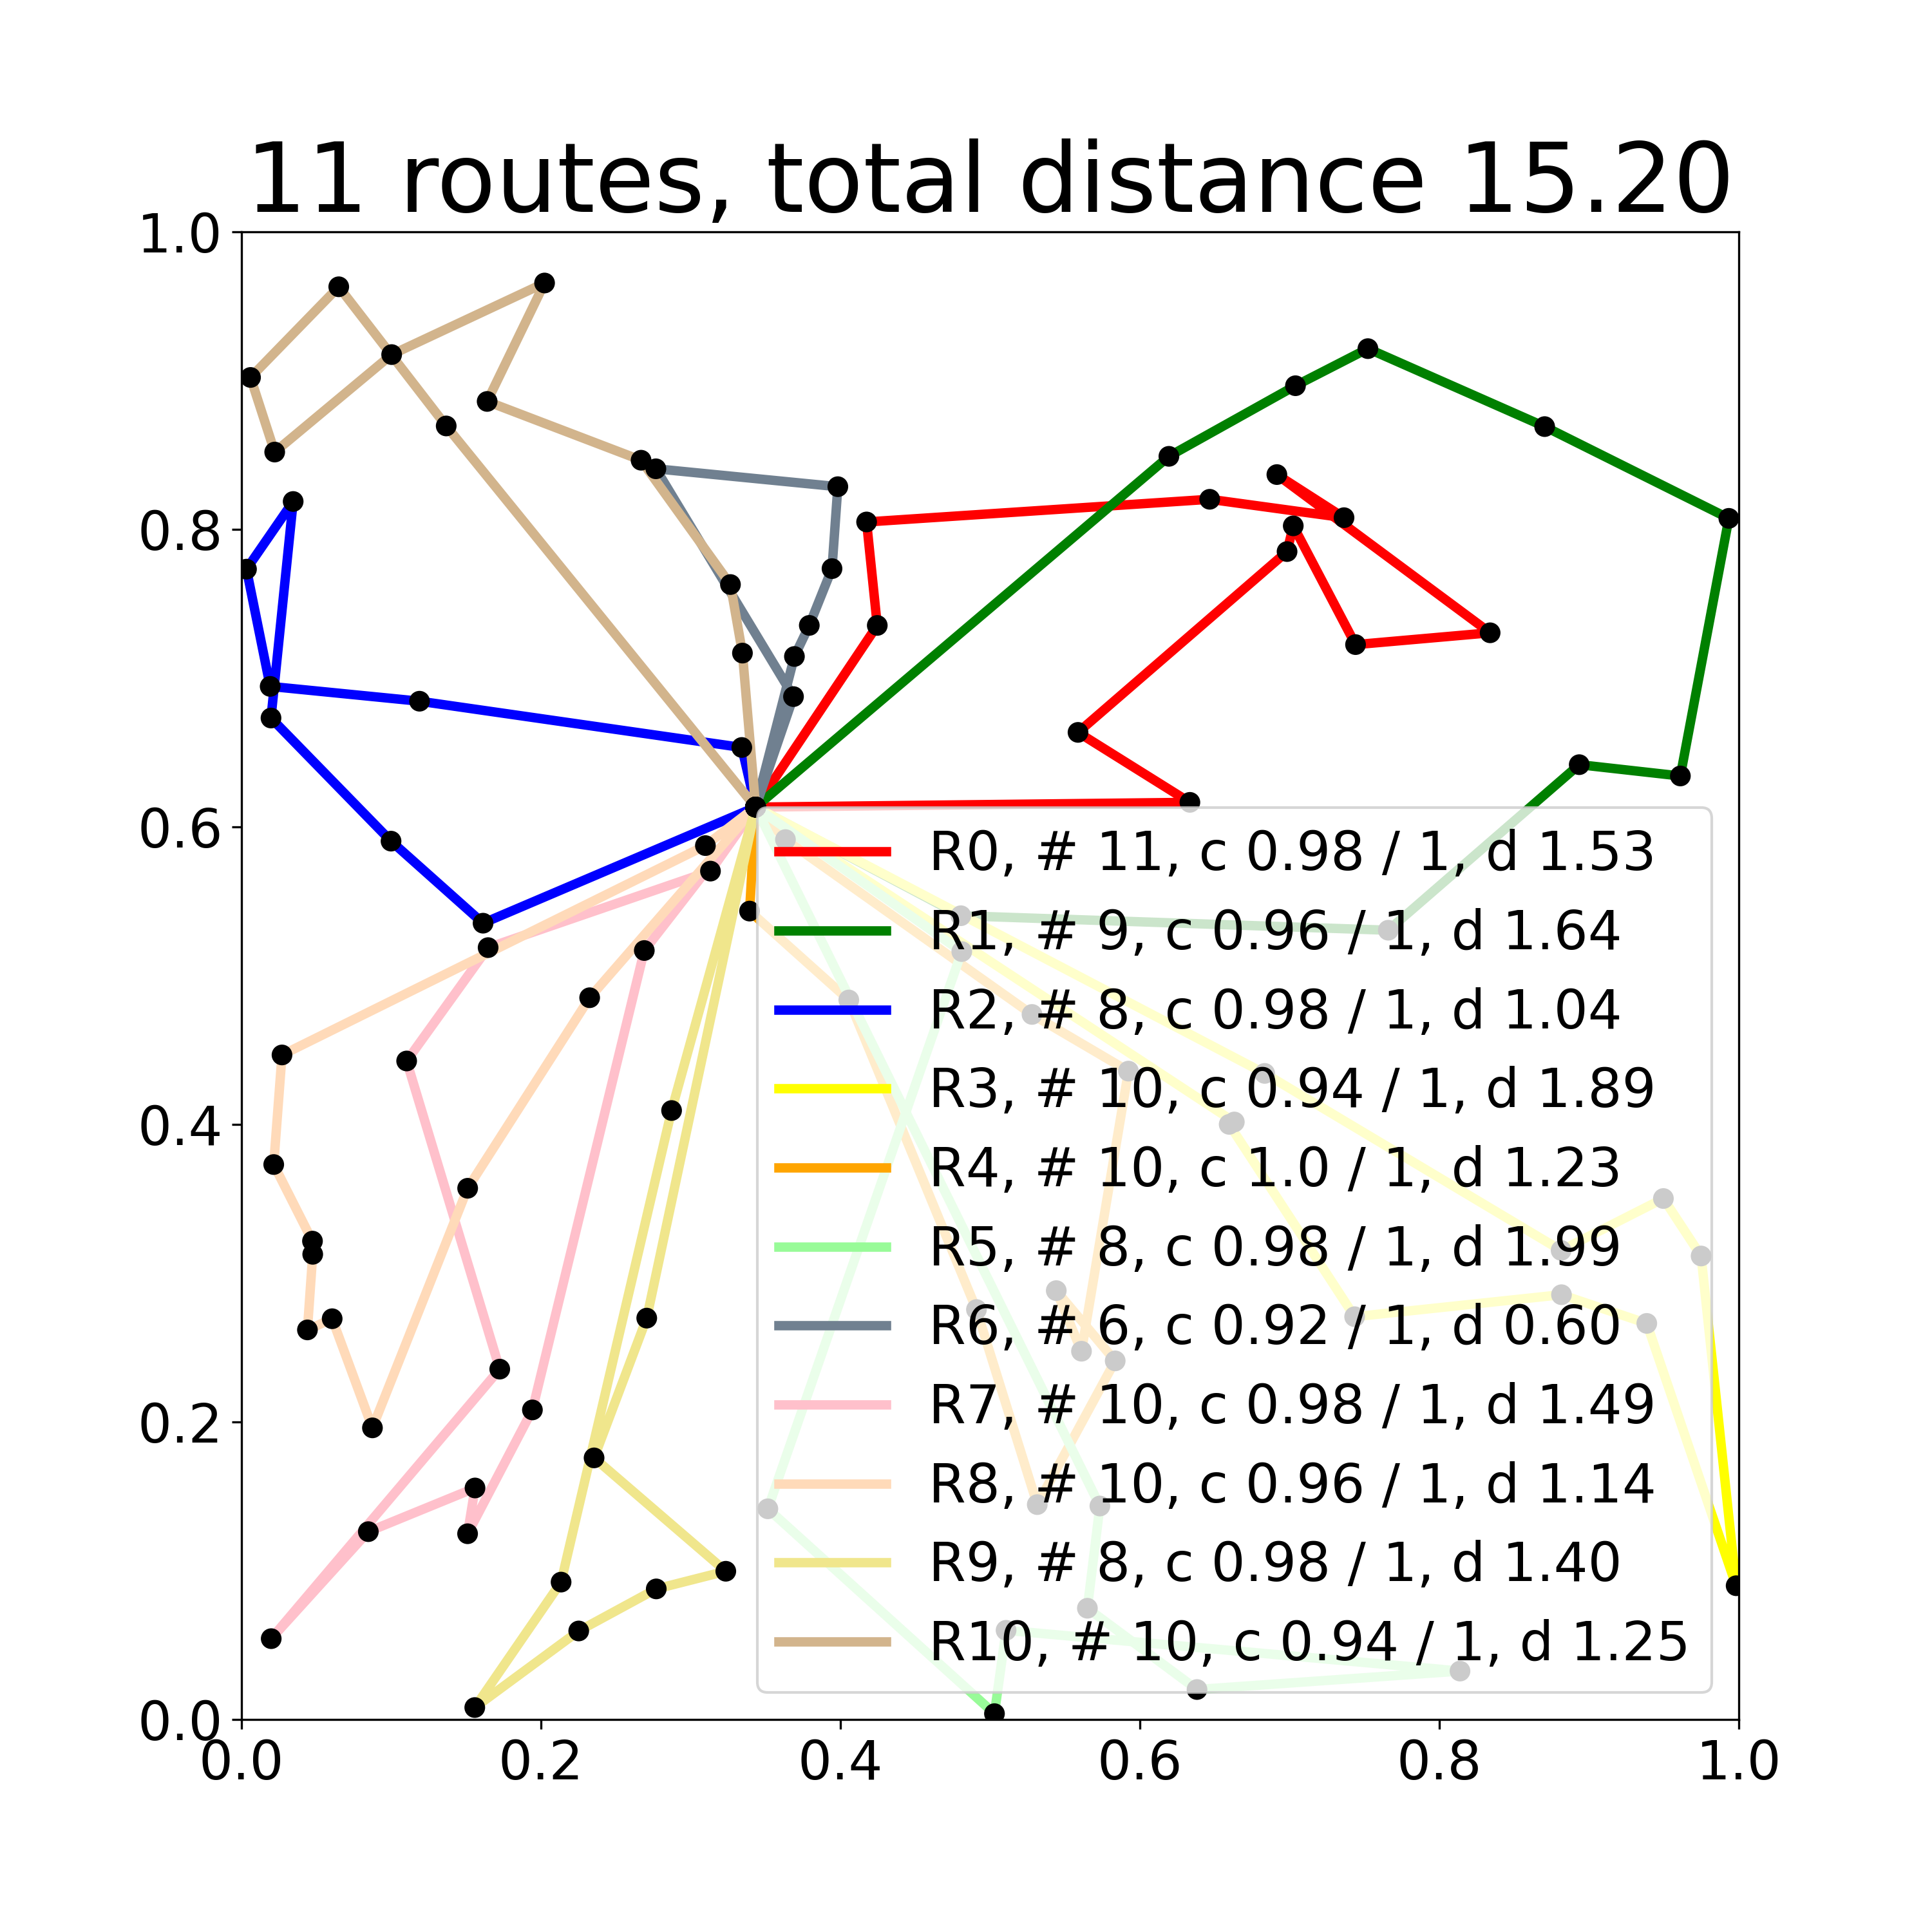 11 routes, total distance 15.20
1.0
0.8
0.6
0.4
0.2
0.0
0.0 0.2 0.4 0.6 0.8 1.0
R0, # 11, c 0.98 / 1, d 1.53
R1, # 9, c 0.96 / 1, d 1.64
R2, # 8, c 0.98 / 1, d 1.04
R3, # 10, c 0.94 / 1, d 1.89
R4, # 10, c 1.0 / 1, d 1.23
R5, # 8, c 0.98 / 1, d 1.99
R6, # 6, c 0.92 / 1, d 0.60
R7, # 10, c 0.98 / 1, d 1.49
R8, # 10, c 0.96 / 1, d 1.14
R9, # 8, c 0.98 / 1, d 1.40
R10, # 10, c 0.94 / 1, d 1.25